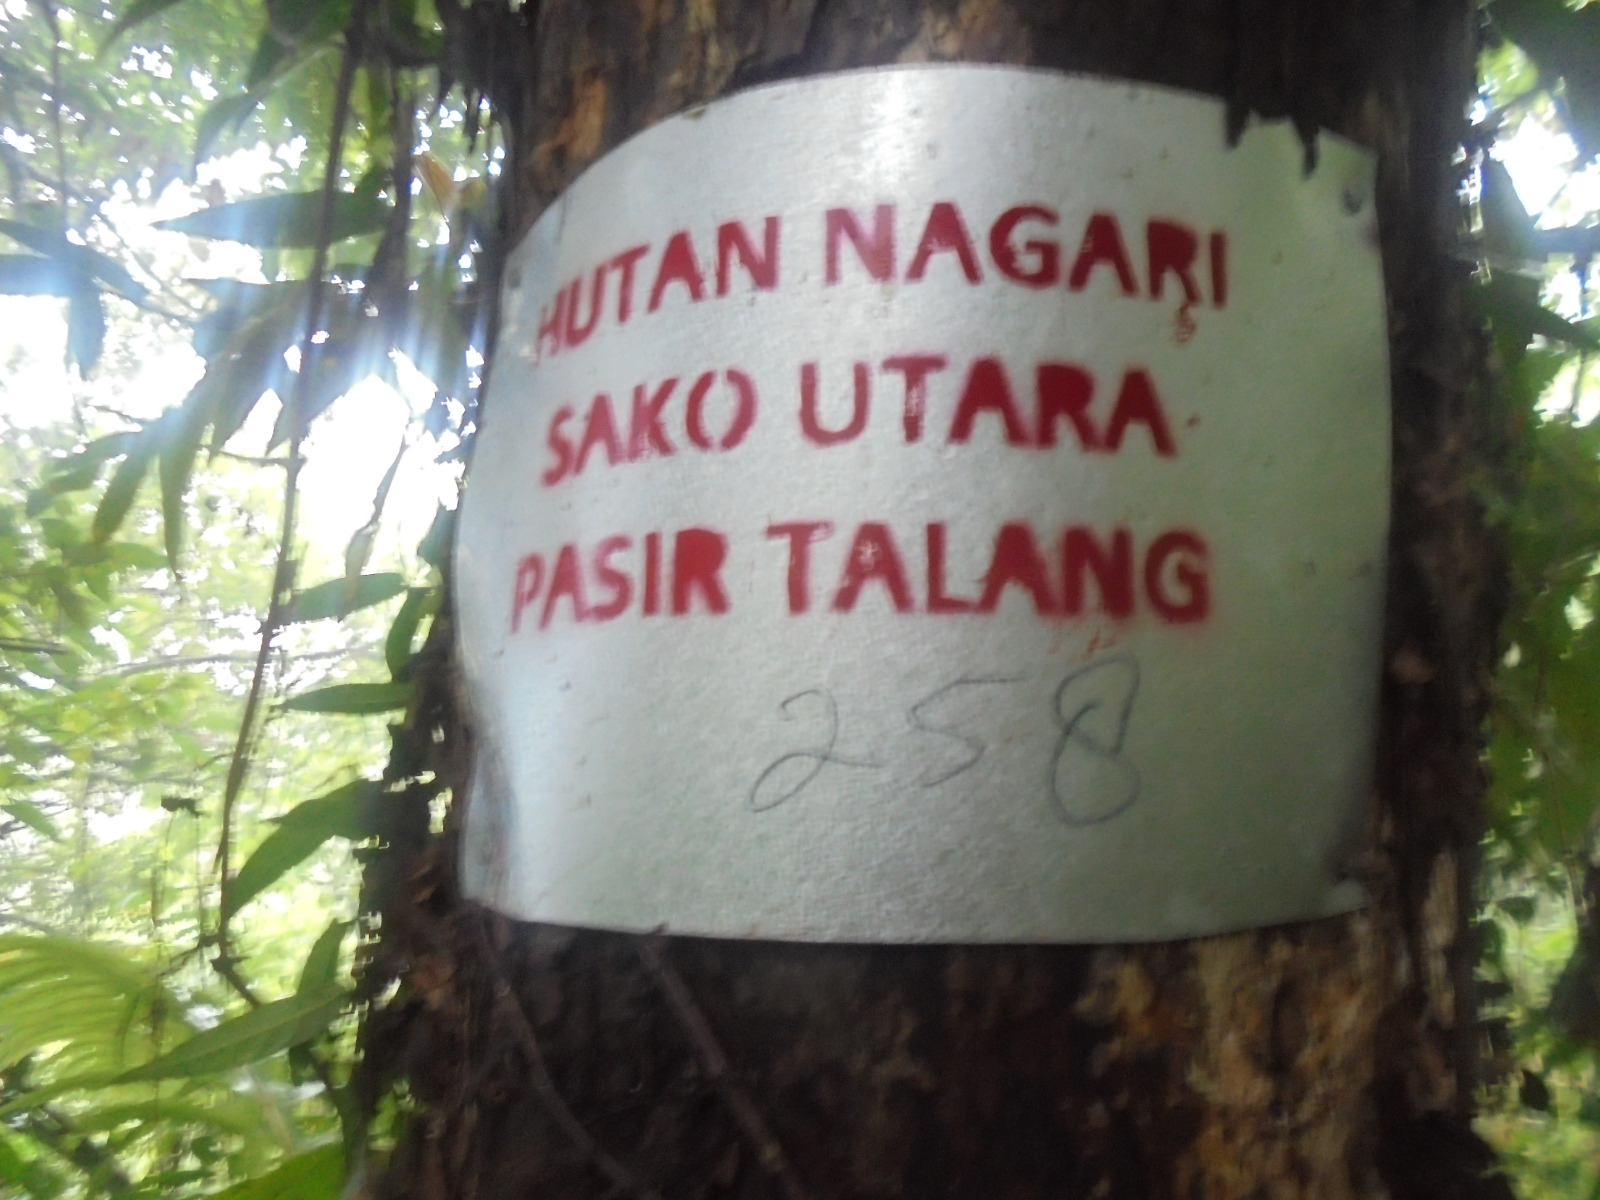 HUTAN NAGARI
SAKO UTARA
PASIR TALANG
258